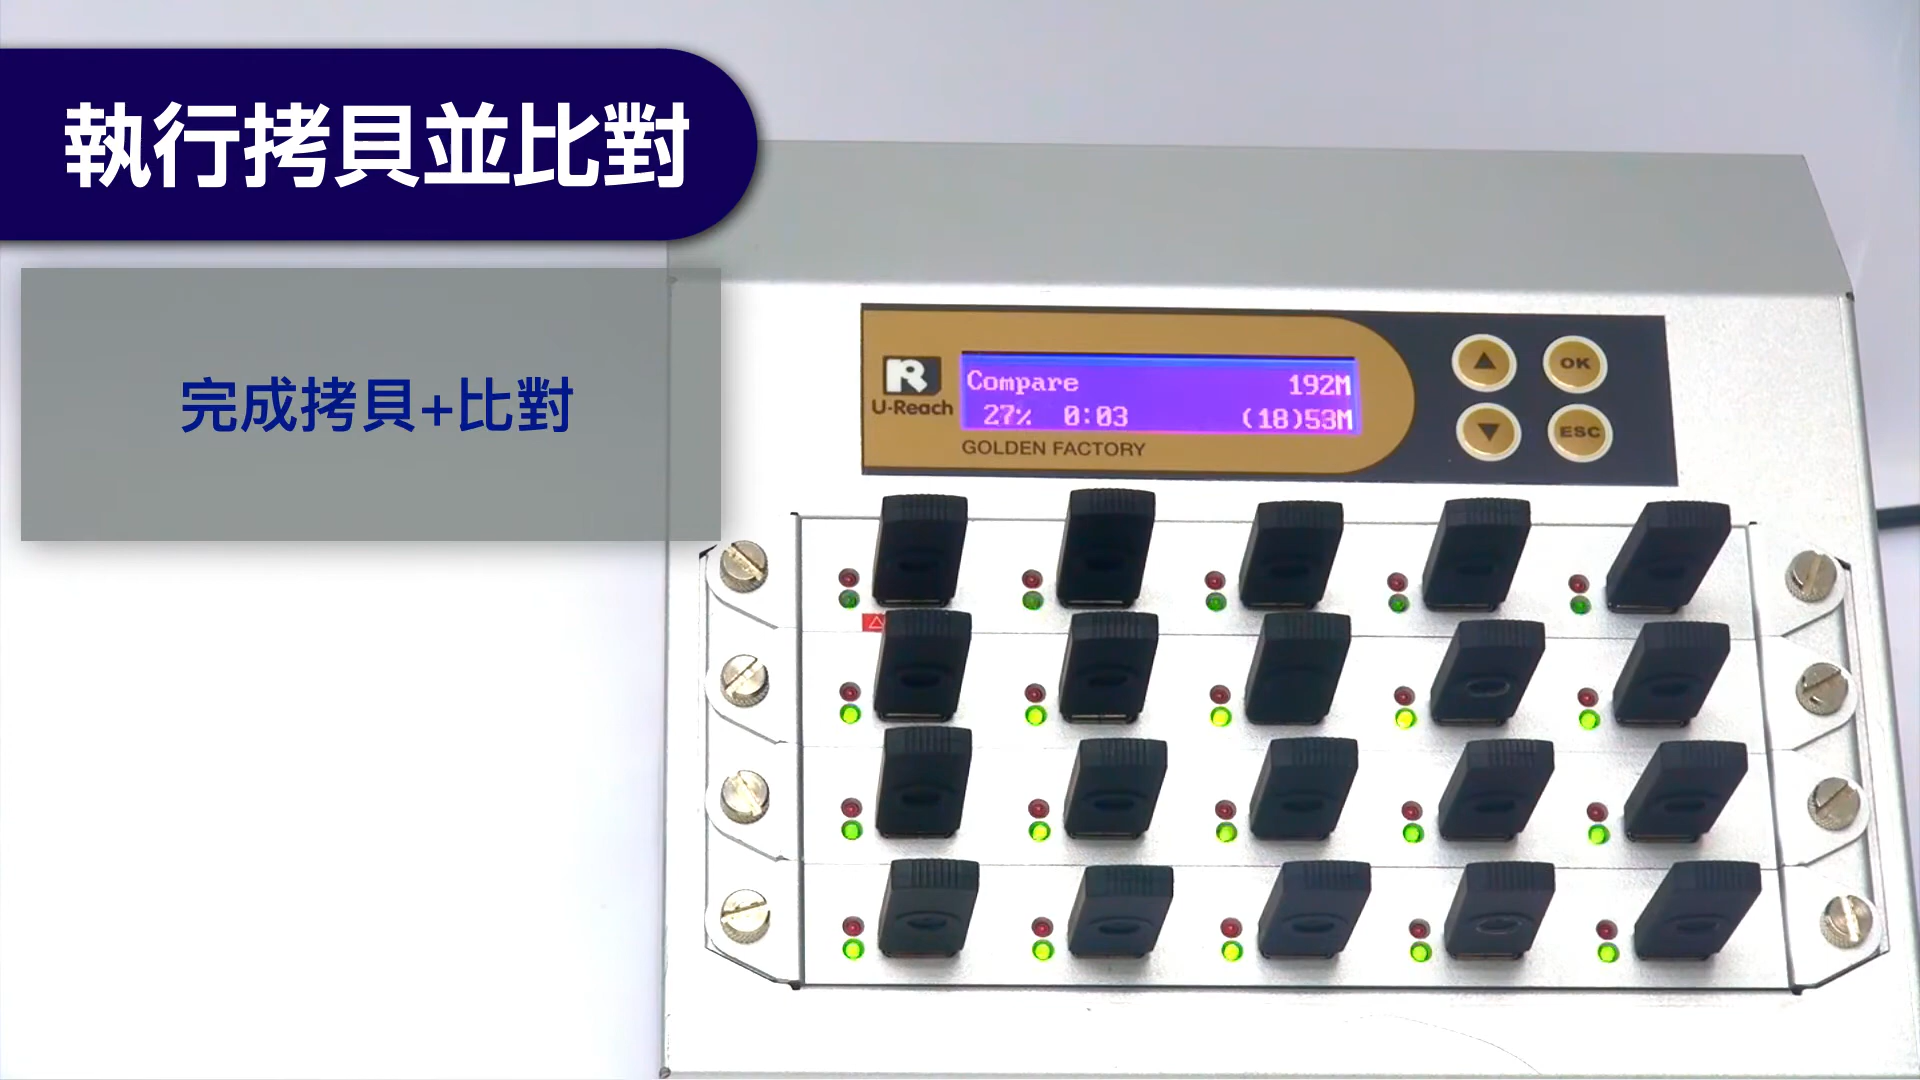 執行拷貝並比對
完成拷貝+比對
U-Reach
Compare 192M
27% 0:03 (18)53M
GOLDEN FACTORY
▲ OK
▼ ESC